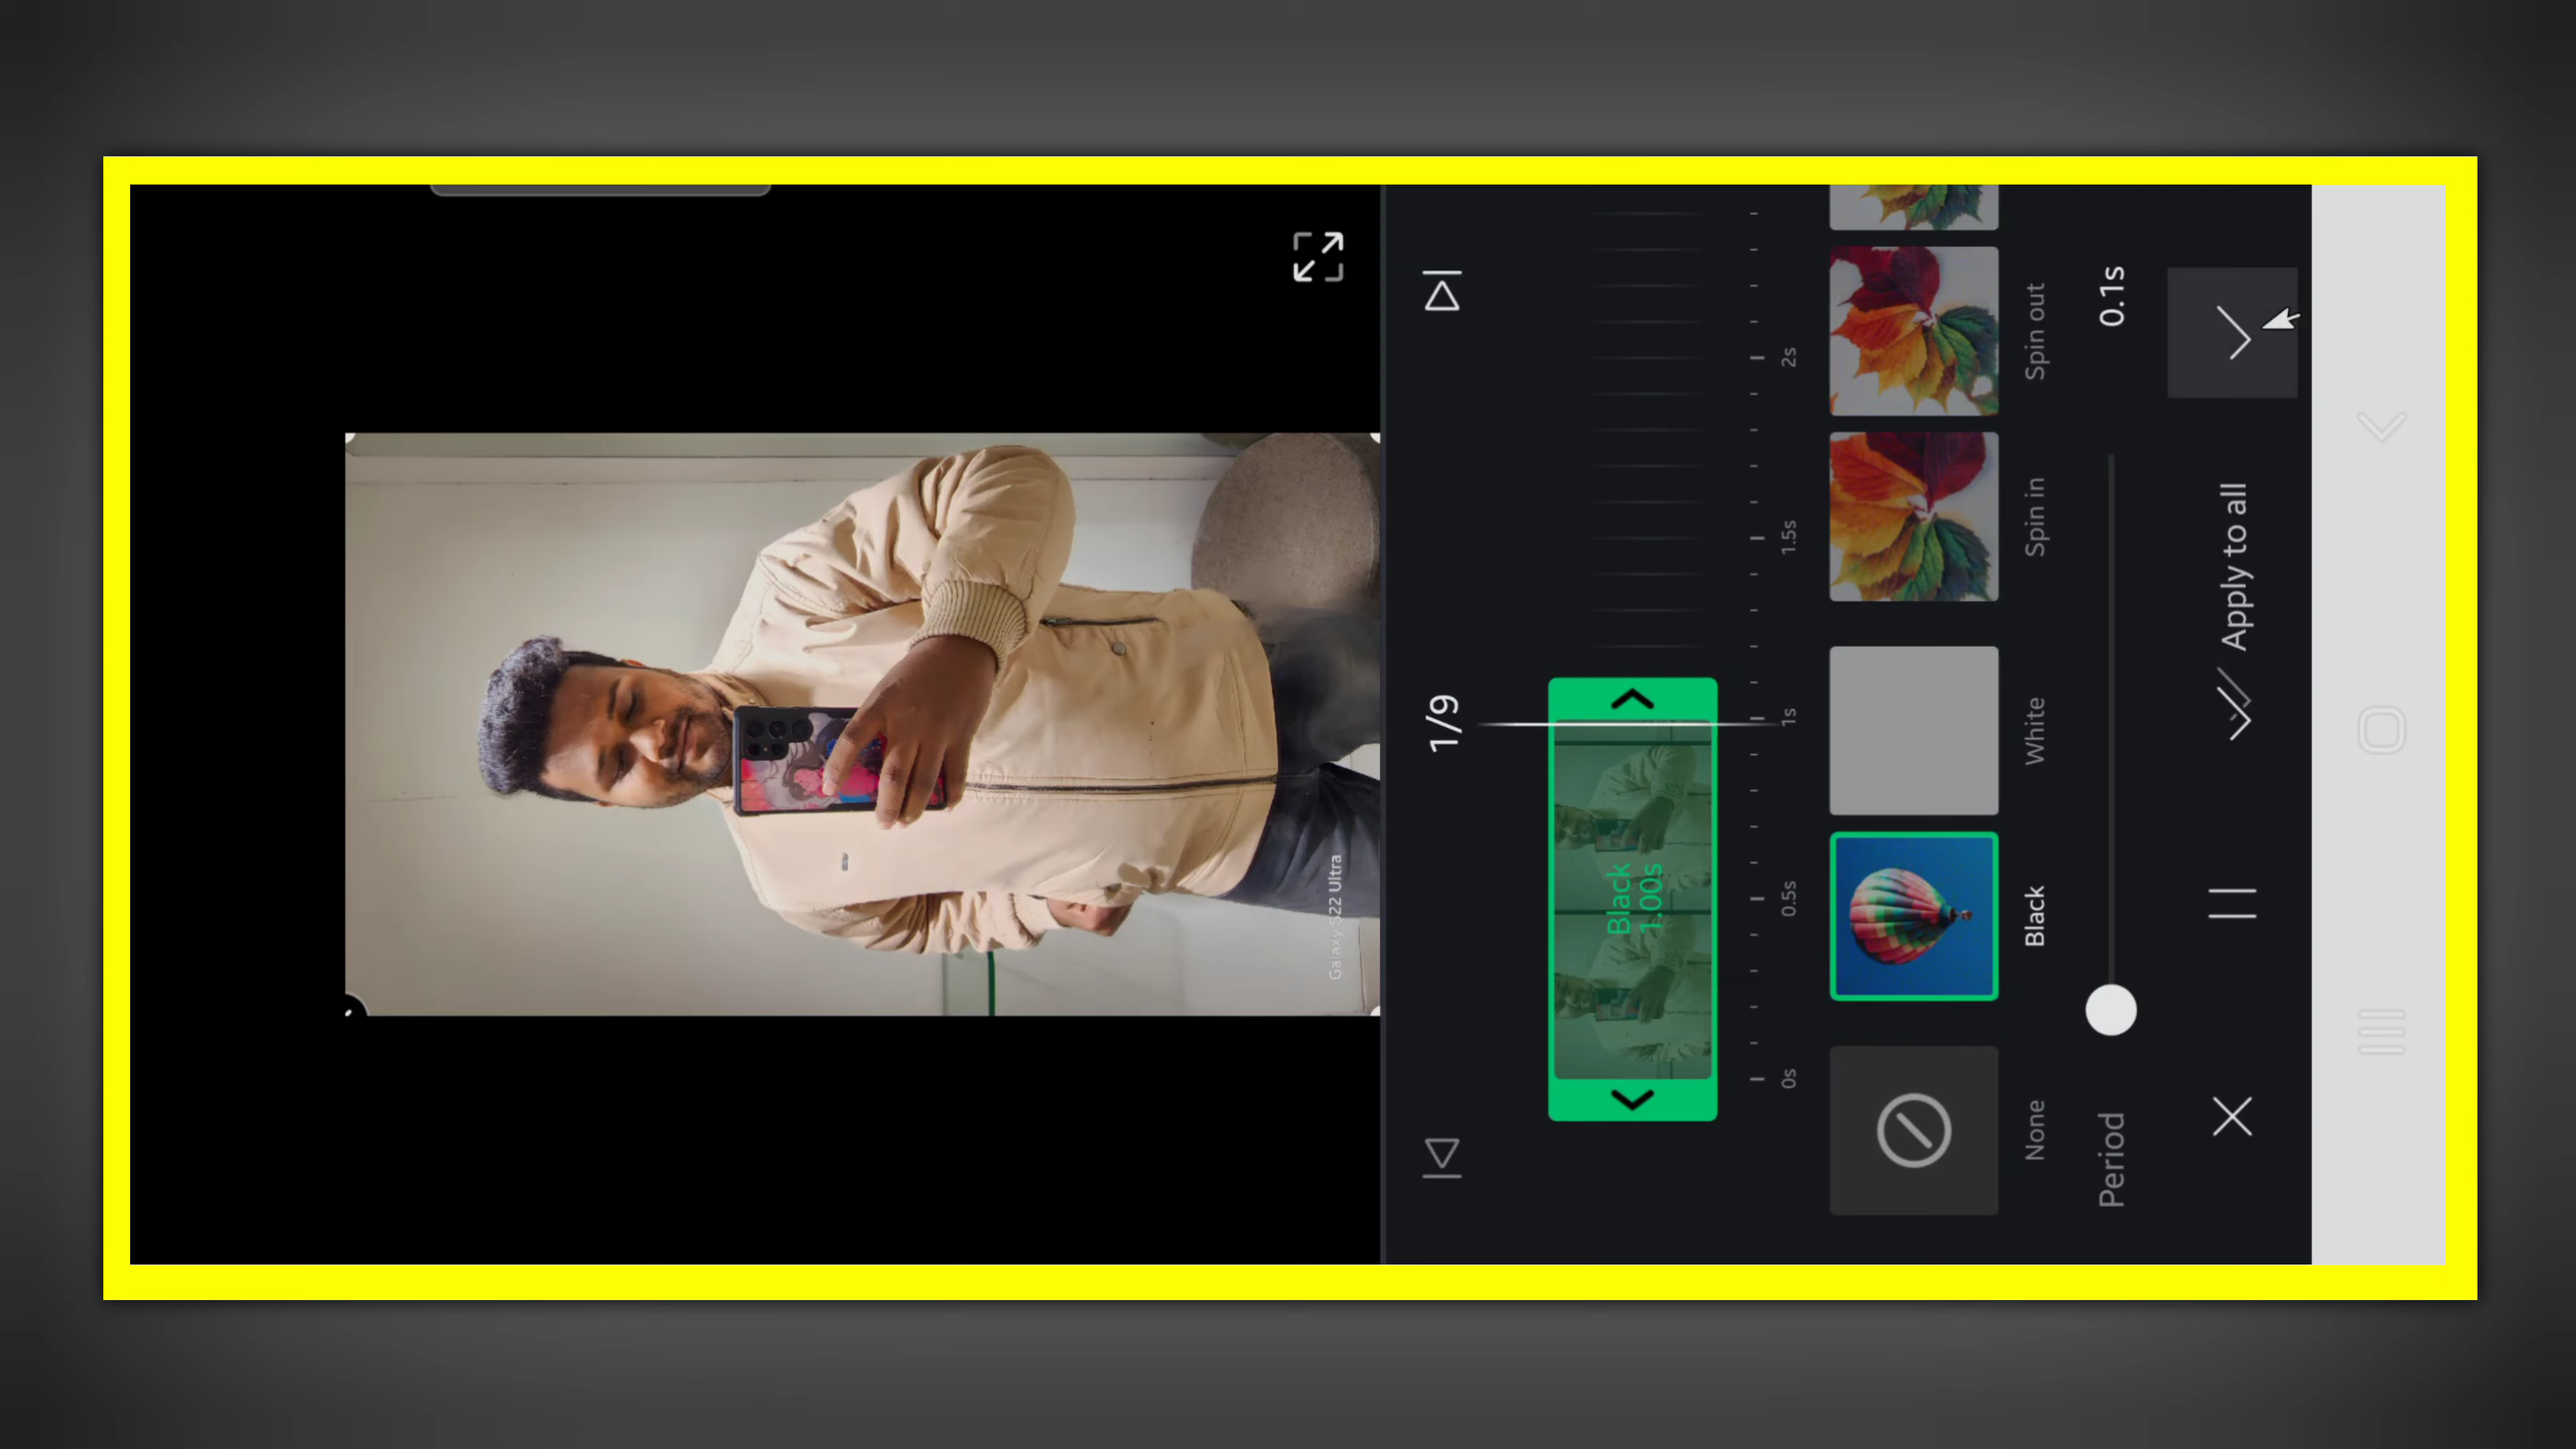 Galaxy S22 Ultra
1/9
Black
1.00s
0s
0.5s
1s
1.5s
2s
None
Black
White
Spin in
Spin out
Period
0.1s
Apply to all